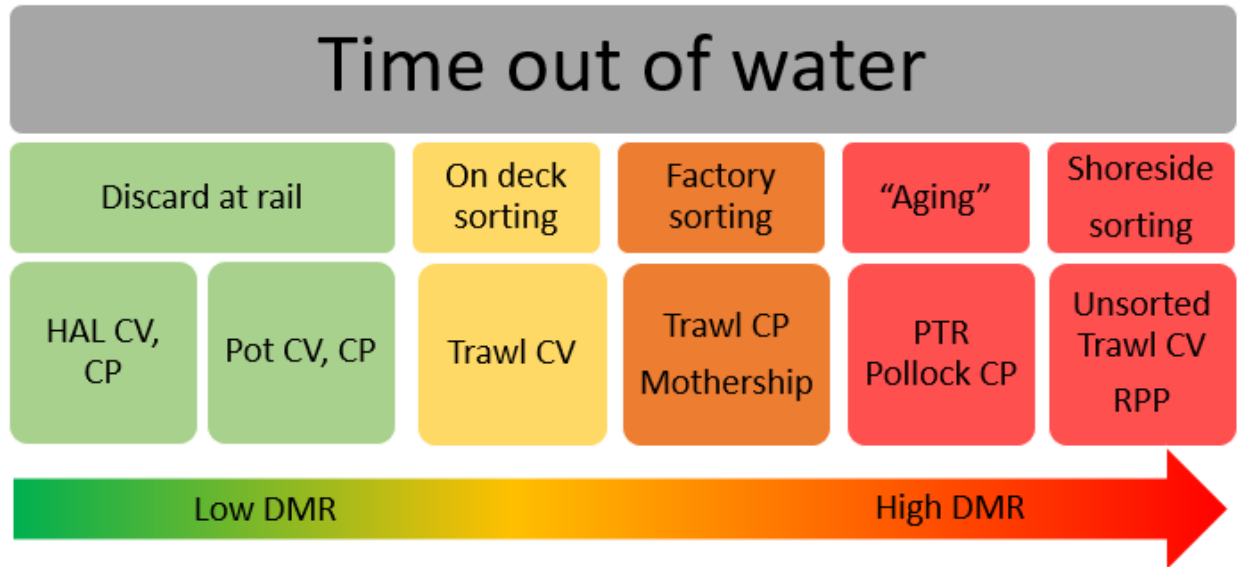 Time out of water
Discard at rail
On deck
sorting
Factory
sorting
“Aging”
Shoreside
sorting
HAL CV,
CP
Pot CV, CP
Trawl CV
Trawl CP
Mothership
PTR
Pollock CP
Unsorted
Trawl CV
RPP
Low DMR
High DMR